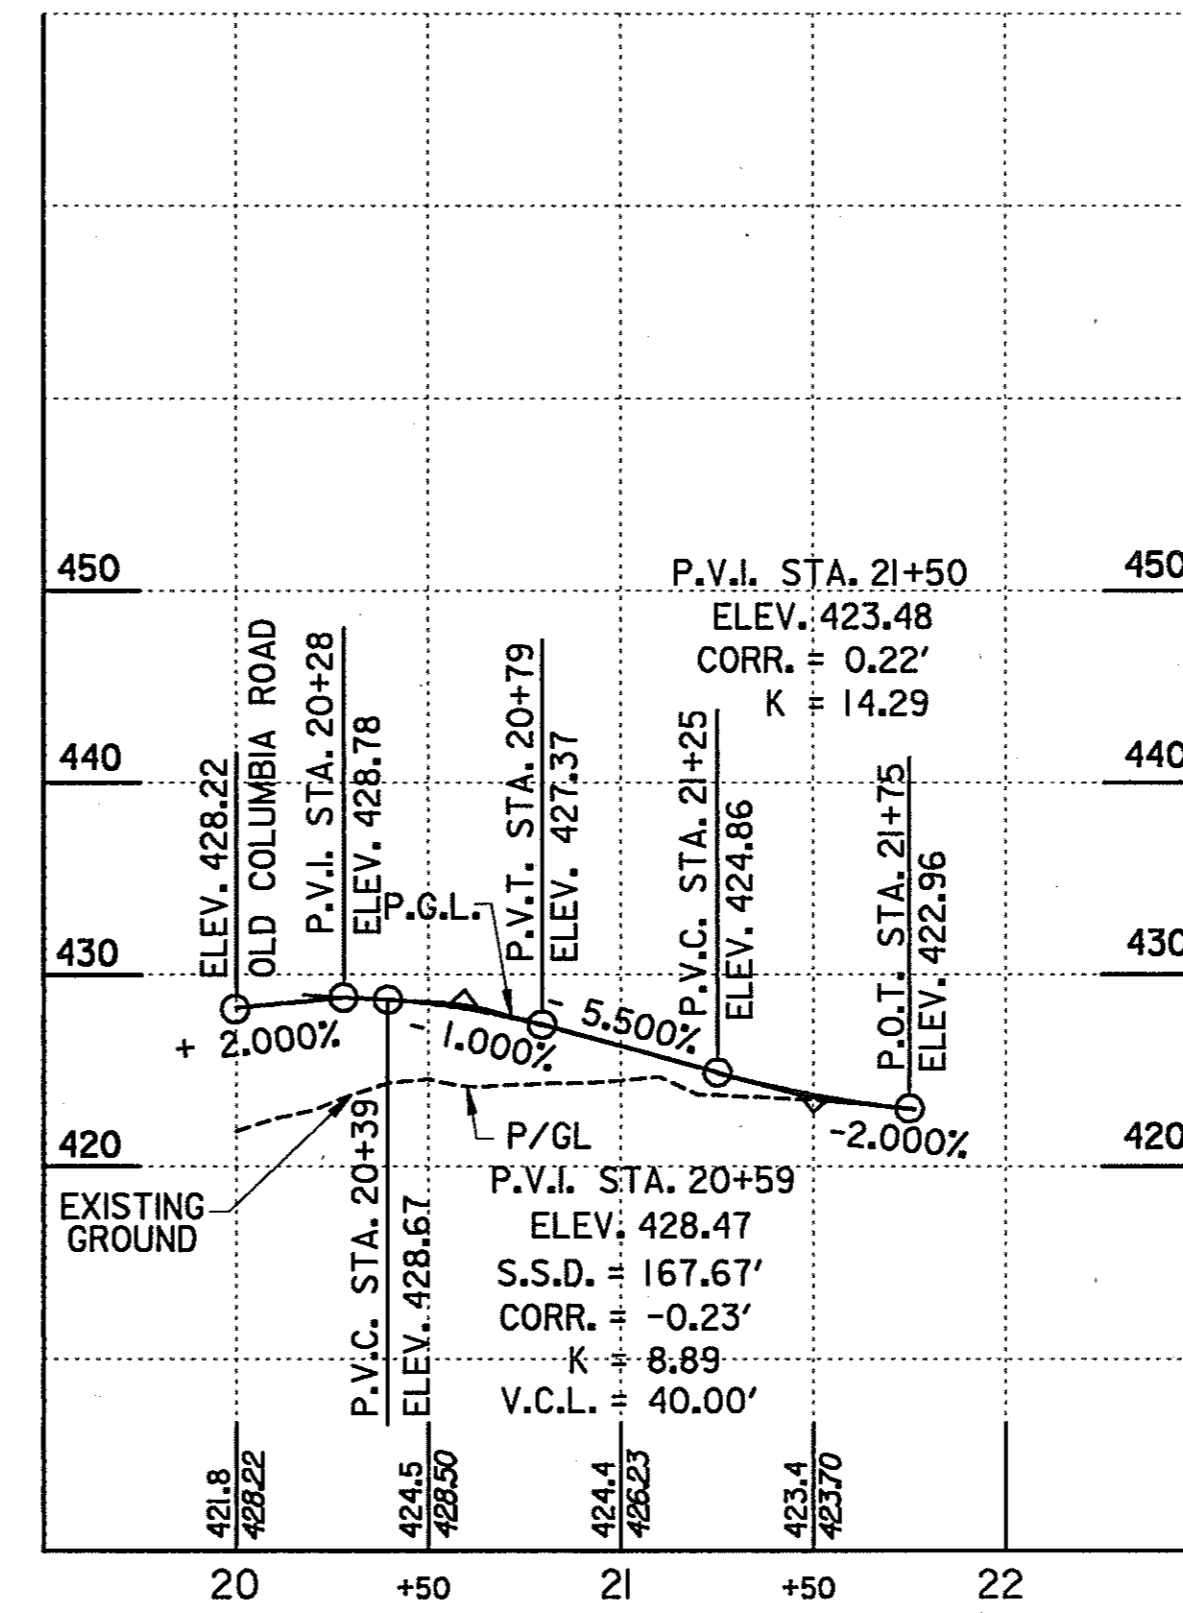 450
440
430
420
450
440
430
420
P.V.I. STA. 21+50
ELEV. 423.48
CORR. = 0.22'
K = 14.29
ELEV. 428.22
OLD COLUMBIA ROAD
P.V.I. STA. 20+28
ELEV. 428.78
P.G.L.
P.V.T. STA. 20+79
ELEV. 427.37
P.V.C. STA. 21+25
ELEV. 424.86
P.O.T. STA. 21+75
ELEV. 422.96
+ 2.000%
- 1.000%
- 5.500%
-2.000%
EXISTING
GROUND
P/GL
P.V.C. STA. 20+39
ELEV. 428.67
P.V.I. STA. 20+59
ELEV. 428.47
S.S.D. = 167.67'
CORR. = -0.23'
K = 8.89
V.C.L. = 40.00'
421.8
428.22
424.5
428.50
424.4
426.23
423.4
423.70
20
+50
21
+50
22